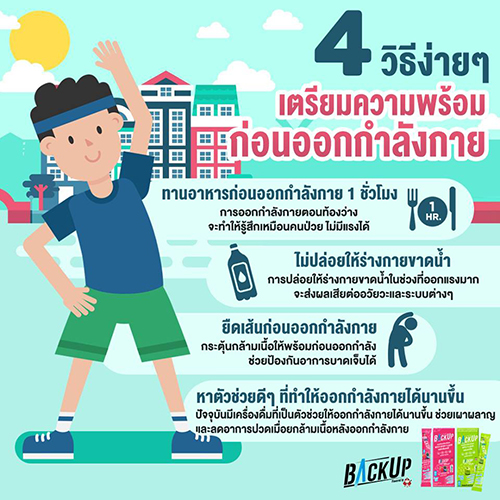 4 วิธีง่ายๆ
เตรียมความพร้อม
ก่อนออกกำลังกาย
ทานอาหารก่อนออกกำลังกาย 1 ชั่วโมง
การออกกำลังกายตอนท้องว่าง
จะทำให้รู้สึกเหมือนคนป่วย ไม่มีแรงได้
1
HR.
ไม่ปล่อยให้ร่างกายขาดน้ำ
การปล่อยให้ร่างกายขาดน้ำในช่วงที่ออกแรงมาก
จะส่งผลเสียต่ออวัยวะและระบบต่างๆ
ยืดเส้นก่อนออกกำลังกาย
กระตุ้นกล้ามเนื้อให้พร้อมก่อนออกกำลัง
ช่วยป้องกันอาการบาดเจ็บได้
หาตัวช่วยดีๆ ที่ทำให้ออกกำลังกายได้นานขึ้น
ปัจจุบันมีเครื่องดื่มที่เป็นตัวช่วยให้ออกกำลังกายได้นานขึ้น ช่วยเผาผลาญ
และลดอาการปวดเมื่อยกล้ามเนื้อหลังออกกำลังกาย
BACKUP
BACKUP
BACKUP